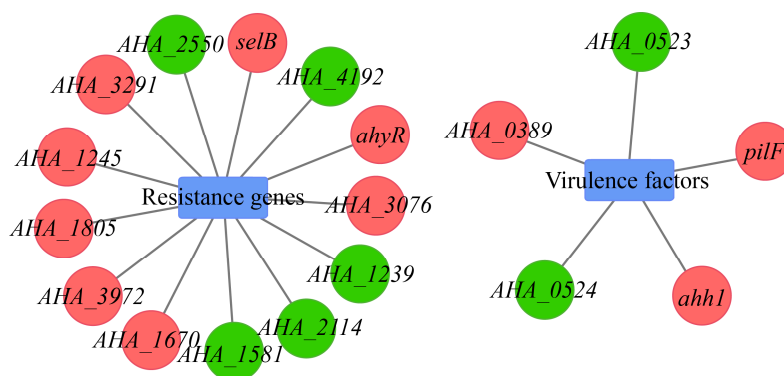 AHA_2550
selB
AHA_4192
AHA_3291
ahyR
AHA_1245
Resistance genes
AHA_3076
AHA_1805
AHA_1239
AHA_3972
AHA_2114
AHA_1670
AHA_1581
AHA_0523
AHA_0389
pilF
Virulence factors
AHA_0524
ahh1